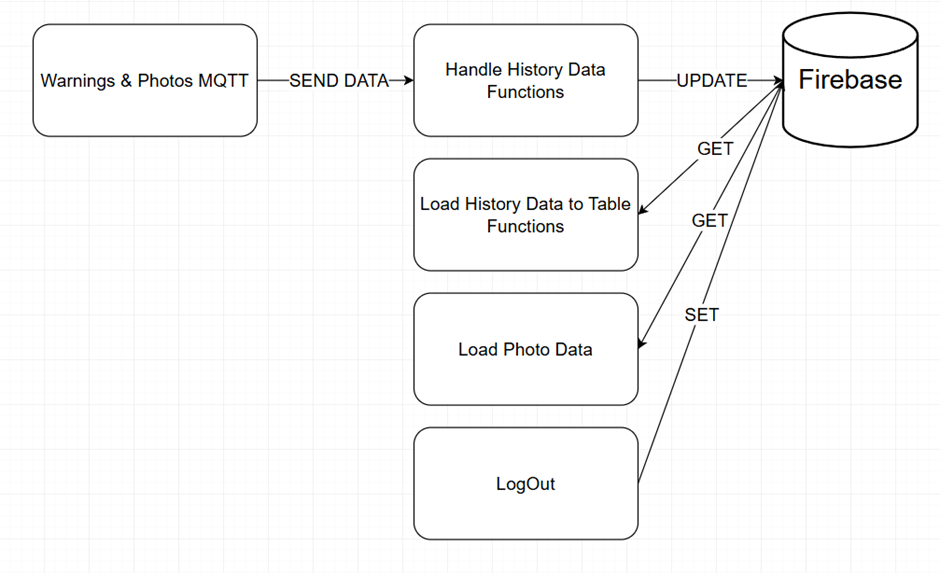 Warnings & Photos MQTT
SEND DATA
Handle History Data
Functions
UPDATE
Firebase
GET
Load History Data to Table
Functions
GET
SET
Load Photo Data
LogOut